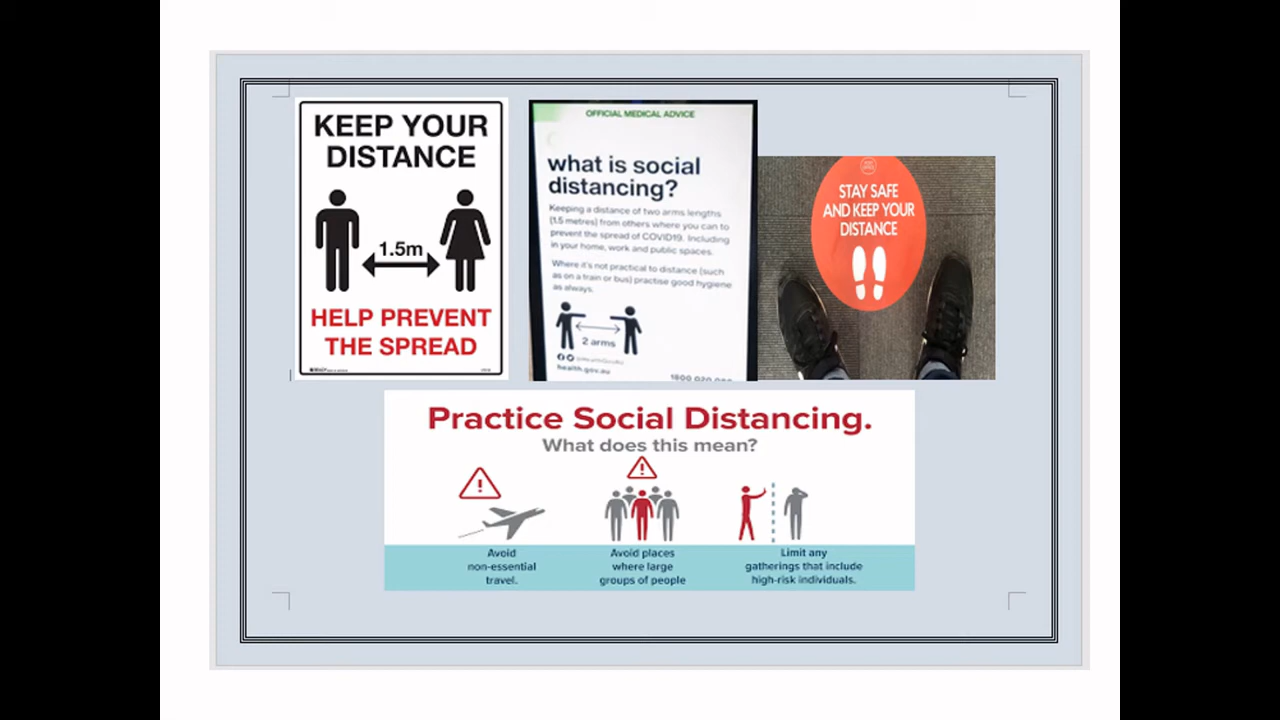 KEEP YOUR
DISTANCE
1.5m
HELP PREVENT
THE SPREAD
OFFICIAL MEDICAL ADVICE
what is social
distancing?
Keeping a distance of two arms lengths
(1.5 metres) from others where you can to
prevent the spread of COVID19. Including
in your home, work and public spaces.
Where it's not practical to distance (such
as on a train or bus) practise good hygiene
as always.
2 arms
health.gov.au
1800 020
STAY SAFE
AND KEEP YOUR
DISTANCE
Practice Social Distancing.
What does this mean?
Avoid
non-essential
travel.
Avoid places
where large
groups of people
Limit any
gatherings that include
high-risk individuals.